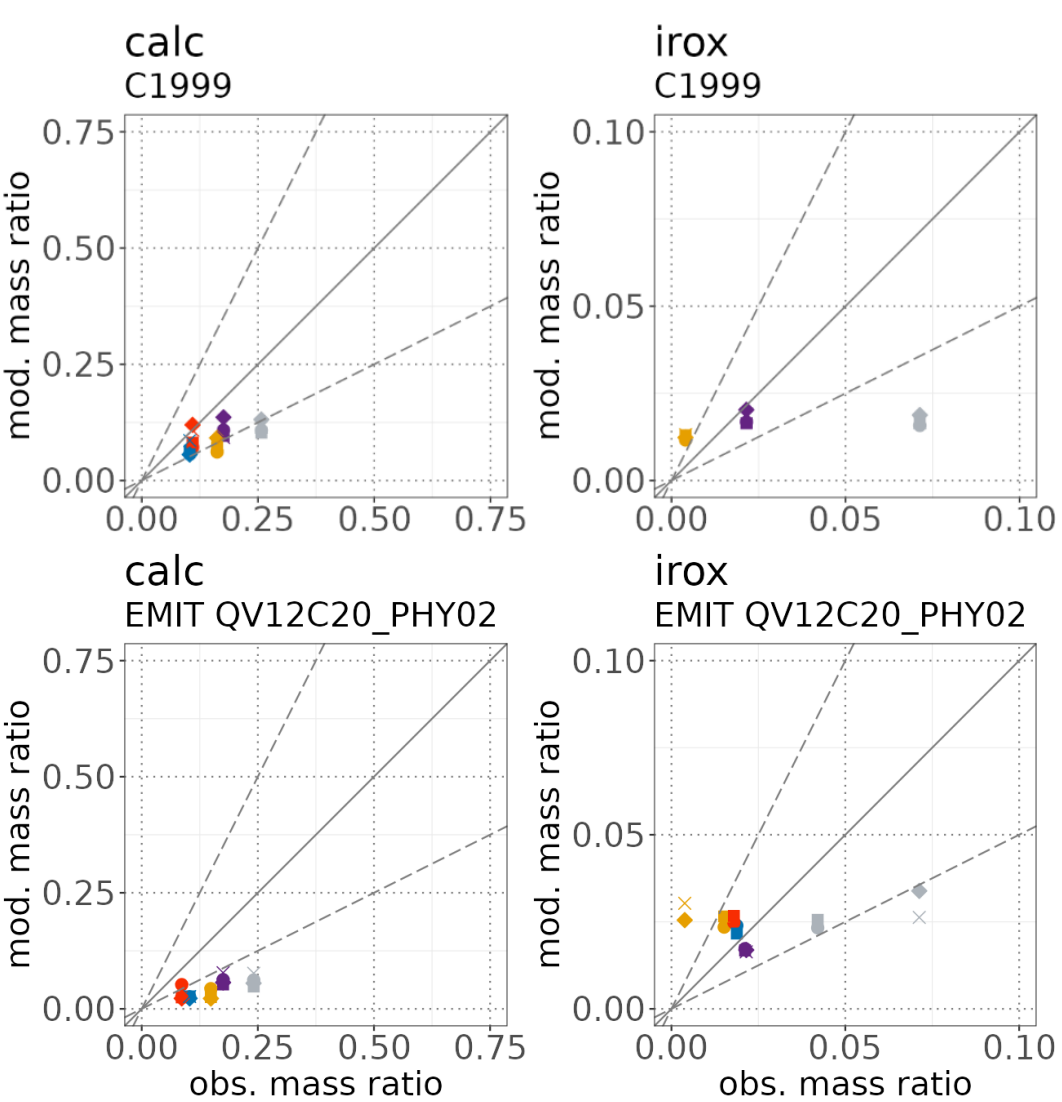 calc
C1999
0.75
0.50
0.25
0.00
mod. mass ratio
0.00 0.25 0.50 0.75
irox
C1999
0.10
0.05
0.00
mod. mass ratio
0.00 0.05 0.10
calc
EMIT QV12C20_PHY02
0.75
0.50
0.25
0.00
mod. mass ratio
0.00 0.25 0.50 0.75
obs. mass ratio
irox
EMIT QV12C20_PHY02
0.10
0.05
0.00
mod. mass ratio
0.00 0.05 0.10
obs. mass ratio